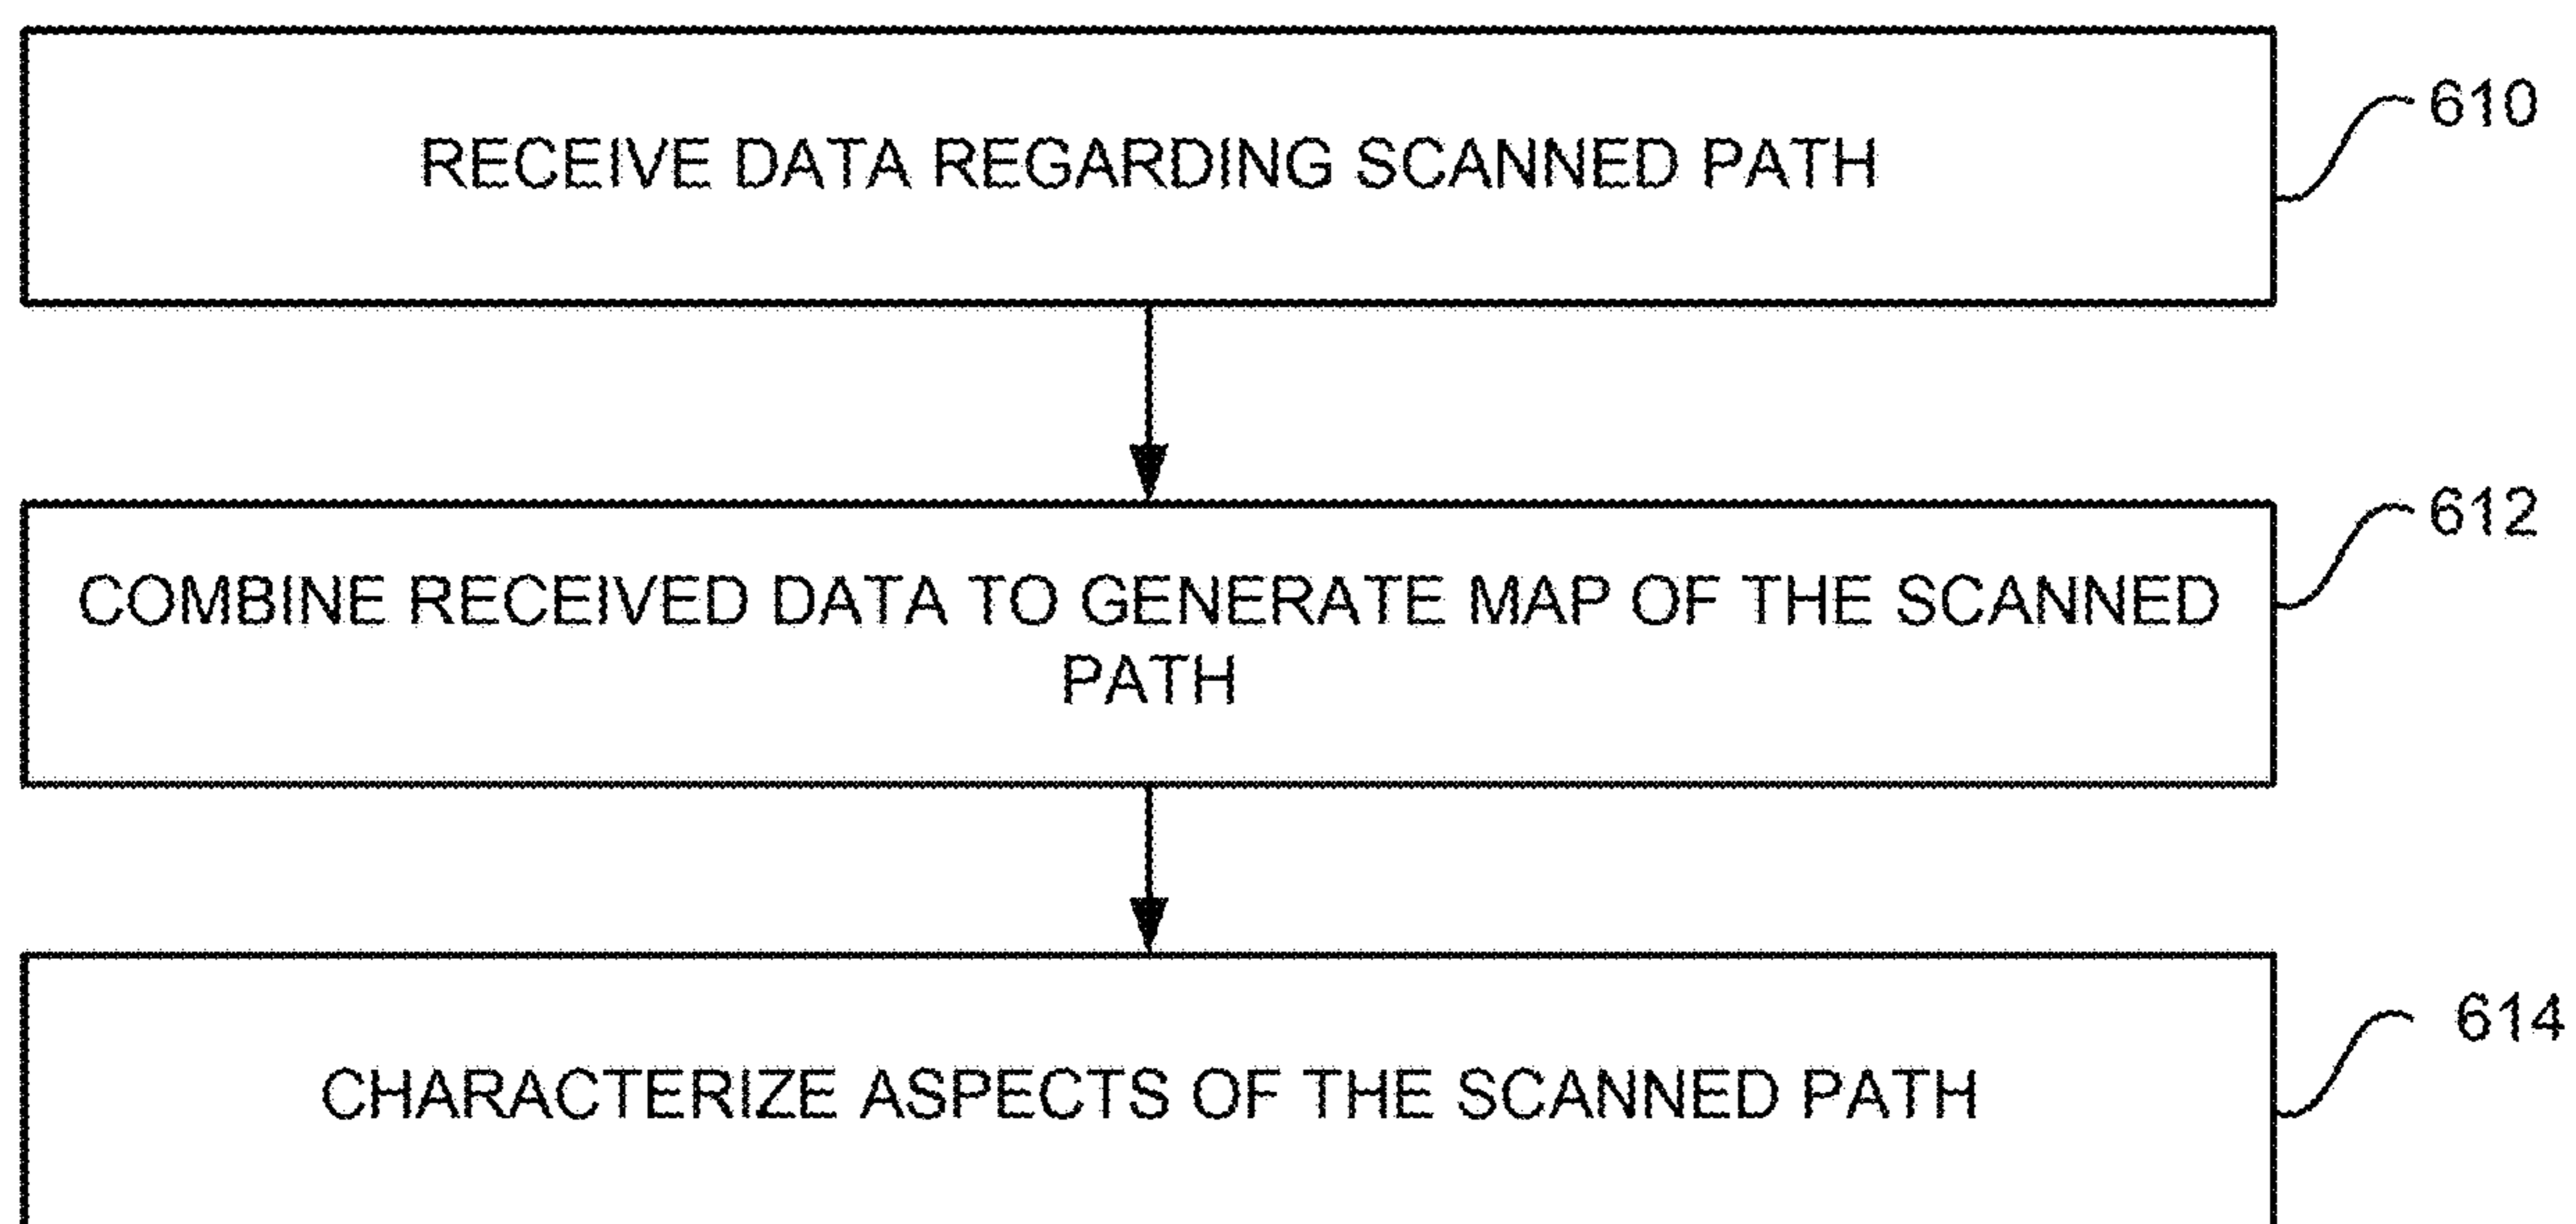 RECEIVE DATA REGARDING SCANNED PATH
610
COMBINE RECEIVED DATA TO GENERATE MAP OF THE SCANNED
PATH
612
CHARACTERIZE ASPECTS OF THE SCANNED PATH
614